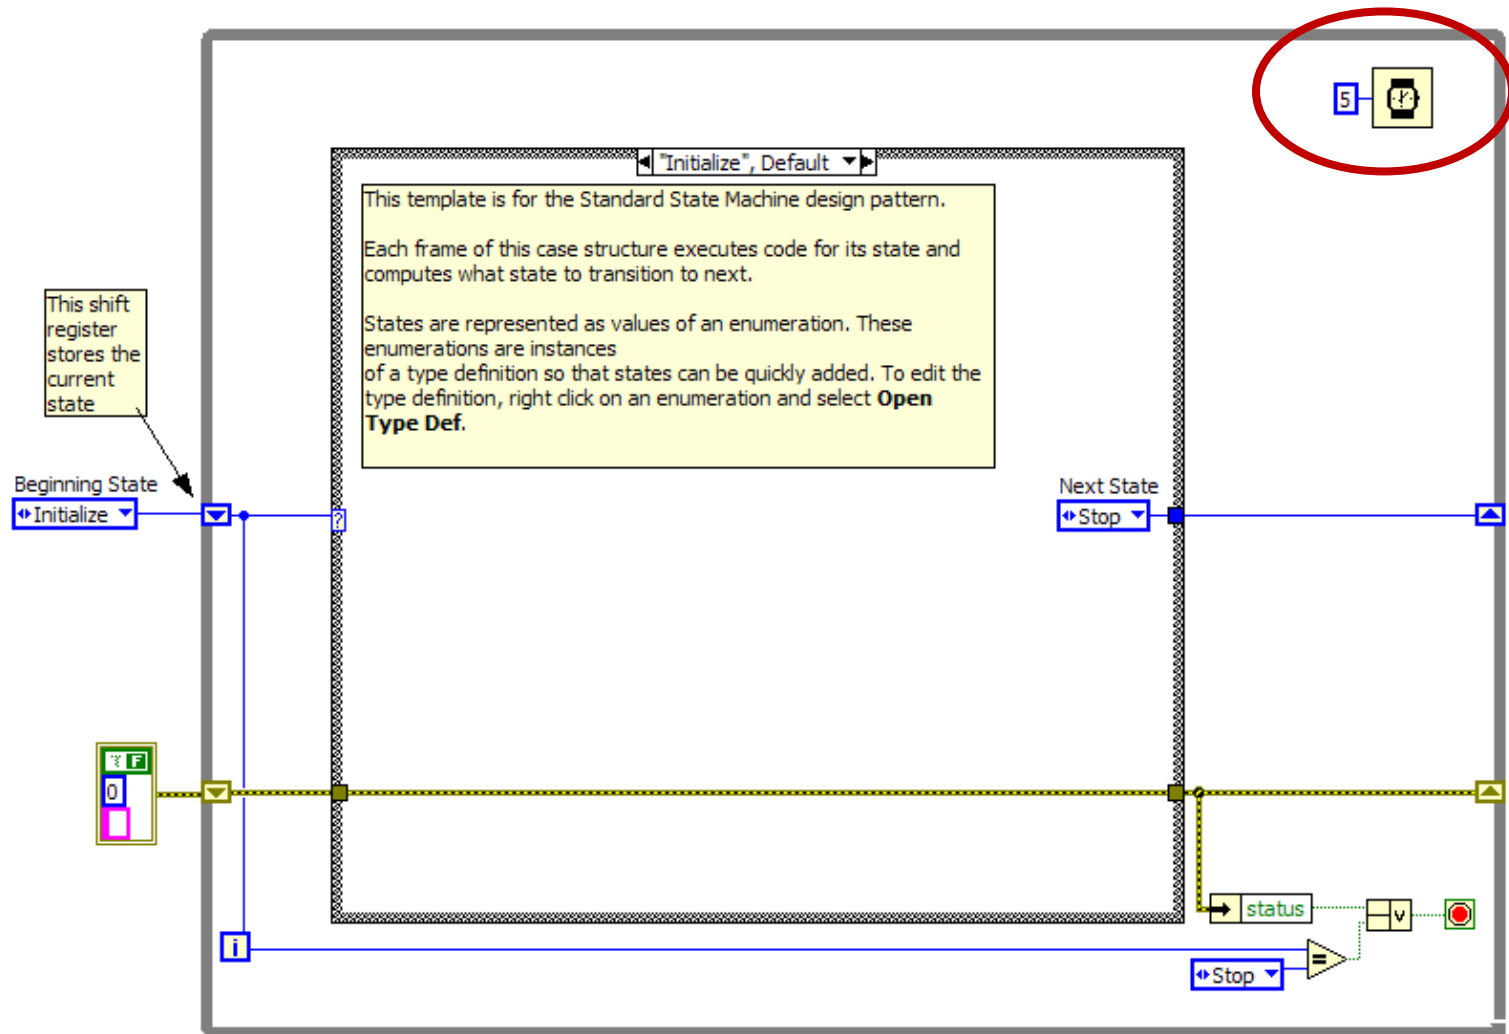 5
"Initialize", Default
This template is for the Standard State Machine design pattern.
Each frame of this case structure executes code for its state and
computes what state to transition to next.
States are represented as values of an enumeration. These
enumerations are instances
of a type definition so that states can be quickly added. To edit the
type definition, right click on an enumeration and select Open
Type Def.
This shift
register
stores the
current
state
Beginning State
Initialize
?
Next State
Stop
F
0
status
v
i
=
Stop